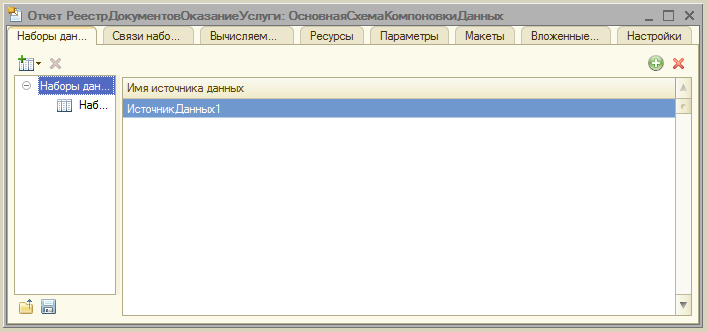 Отчет РеестрДокументовОказаниеУслуги: ОсновнаяСхемаКомпоновкиДанных
Наборы дан... Связи набо... Вычисляем... Ресурсы Параметры Макеты Вложенные... Настройки
Наборы дан...
Наб...
Имя источника данных
ИсточникДанных1